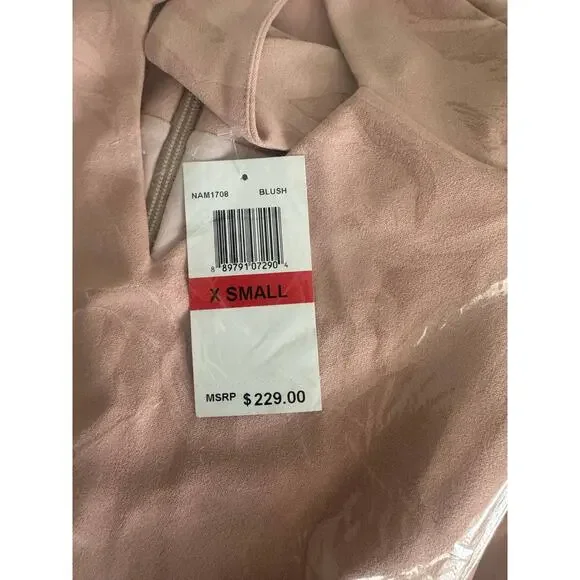 NAM1708 BLUSH
8 89791 07290 4
X SMALL
MSRP $229.00